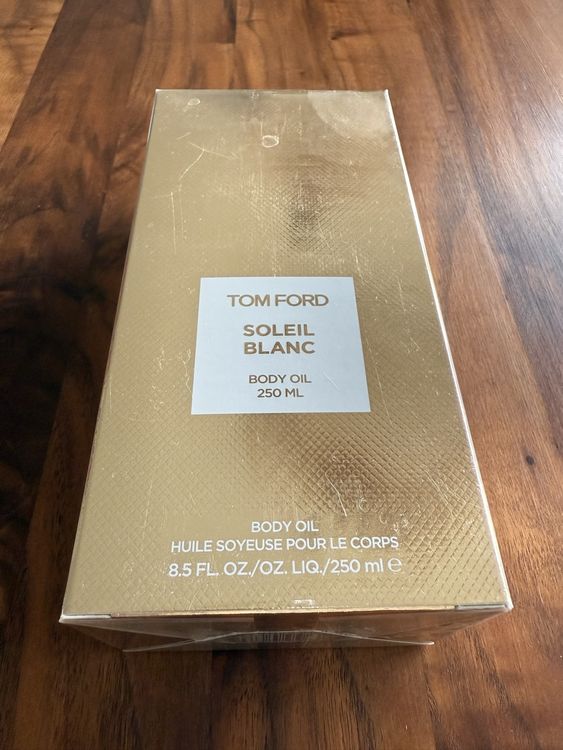 TOM FORD
SOLEIL
BLANC
BODY OIL
250 ML
BODY OIL
HUILE SOYEUSE POUR LE CORPS
8.5 FL. OZ./OZ. LIQ./250 ml ℮